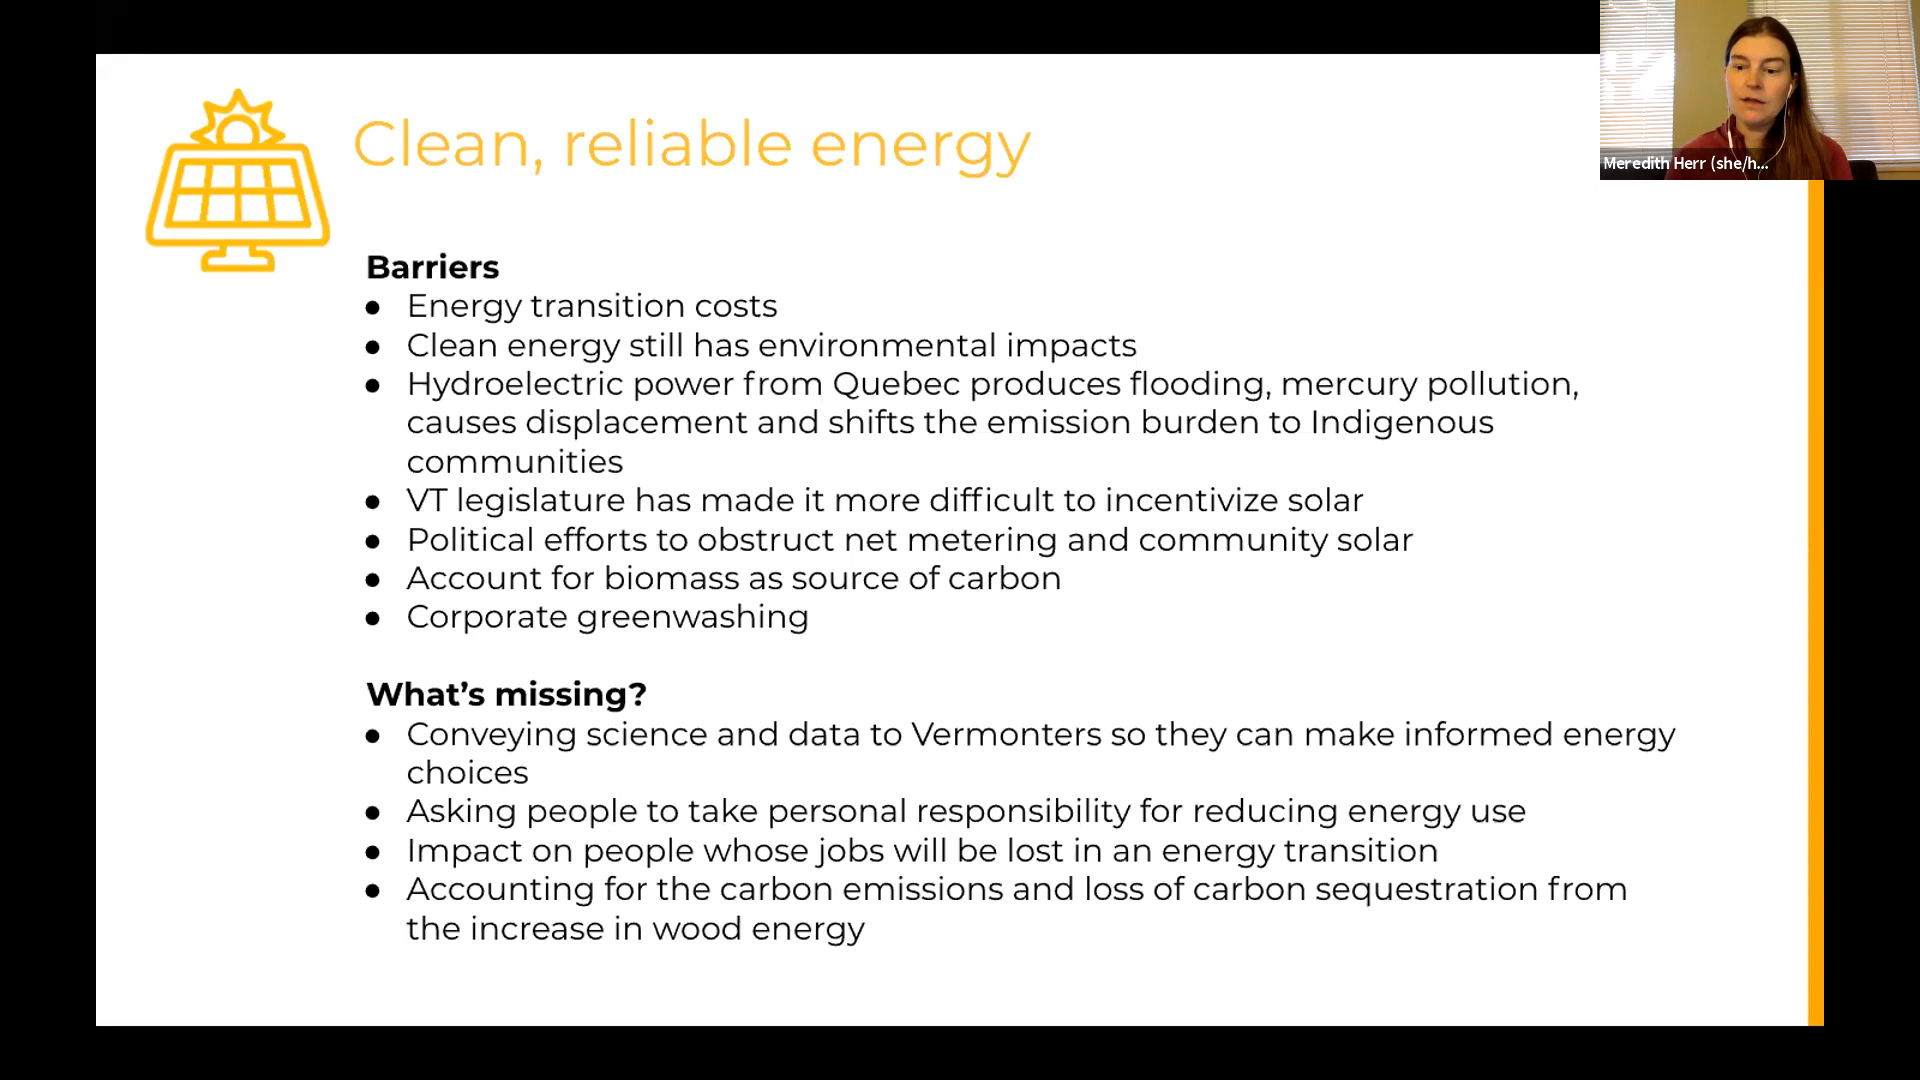 Clean, reliable energy
Meredith Herr (she/h...
Barriers
● Energy transition costs
● Clean energy still has environmental impacts
● Hydroelectric power from Quebec produces flooding, mercury pollution,
causes displacement and shifts the emission burden to Indigenous
communities
● VT legislature has made it more difficult to incentivize solar
● Political efforts to obstruct net metering and community solar
● Account for biomass as source of carbon
● Corporate greenwashing
What’s missing?
● Conveying science and data to Vermonters so they can make informed energy
choices
● Asking people to take personal responsibility for reducing energy use
● Impact on people whose jobs will be lost in an energy transition
● Accounting for the carbon emissions and loss of carbon sequestration from
the increase in wood energy